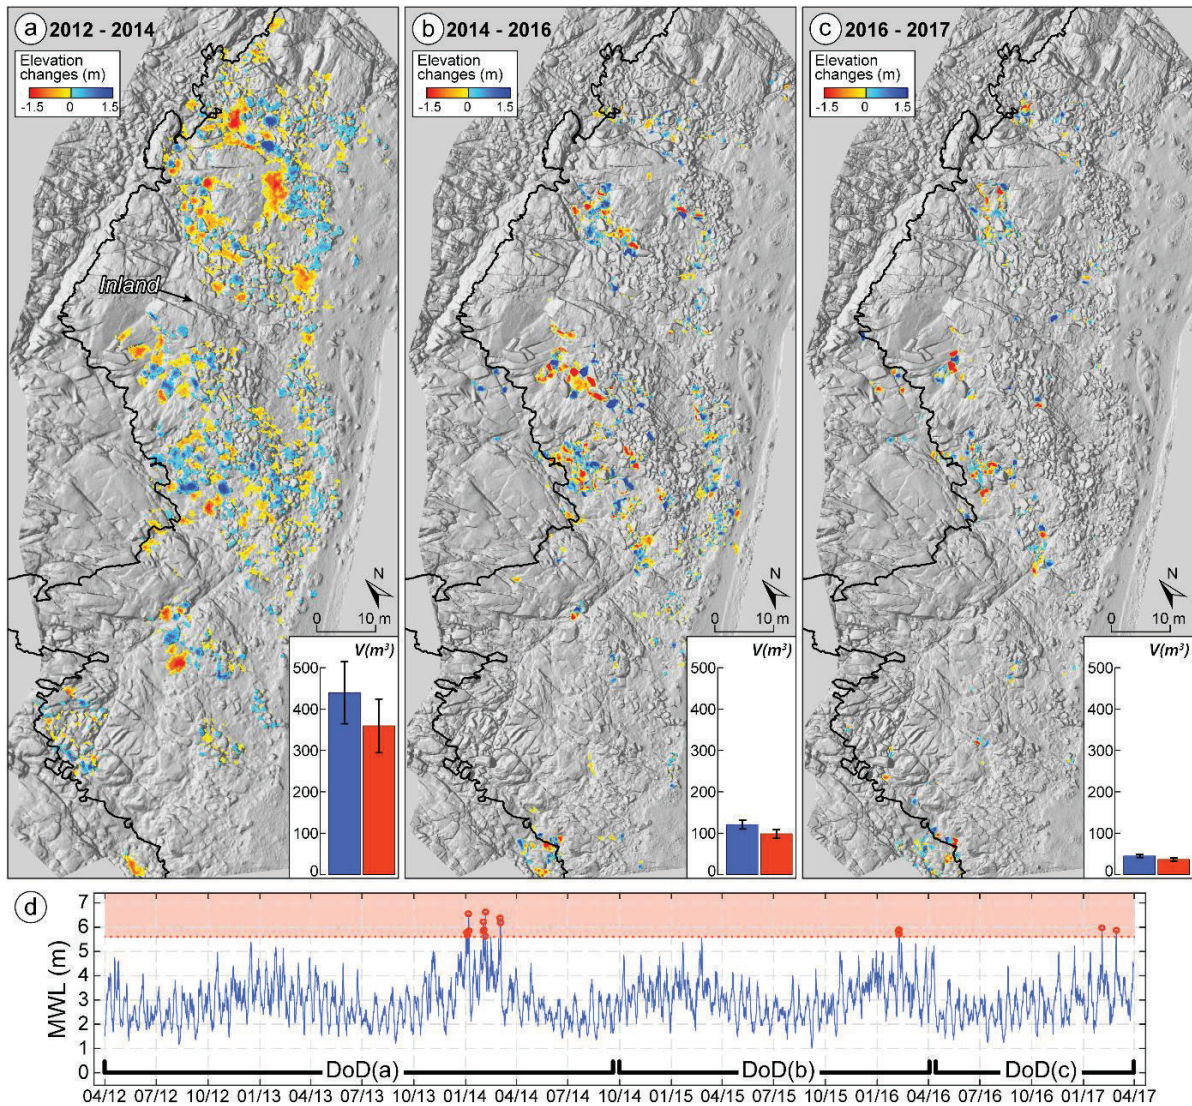 a 2012 - 2014
Elevation
changes (m)
-1.5 0 1.5
Inland
N
0 10 m
V(m³)
500
400
300
200
100
0
b 2014 - 2016
Elevation
changes (m)
-1.5 0 1.5
N
0 10 m
V(m³)
500
400
300
200
100
0
c 2016 - 2017
Elevation
changes (m)
-1.5 0 1.5
N
0 10 m
V(m³)
500
400
300
200
100
0
d
MWL (m)
7
6
5
4
3
2
1
0
DoD(a) DoD(b) DoD(c)
04/12 07/12 10/12 01/13 04/13 07/13 10/13 01/14 04/14 07/14 10/14 01/15 04/15 07/15 10/15 01/16 04/16 07/16 10/16 01/17 04/17